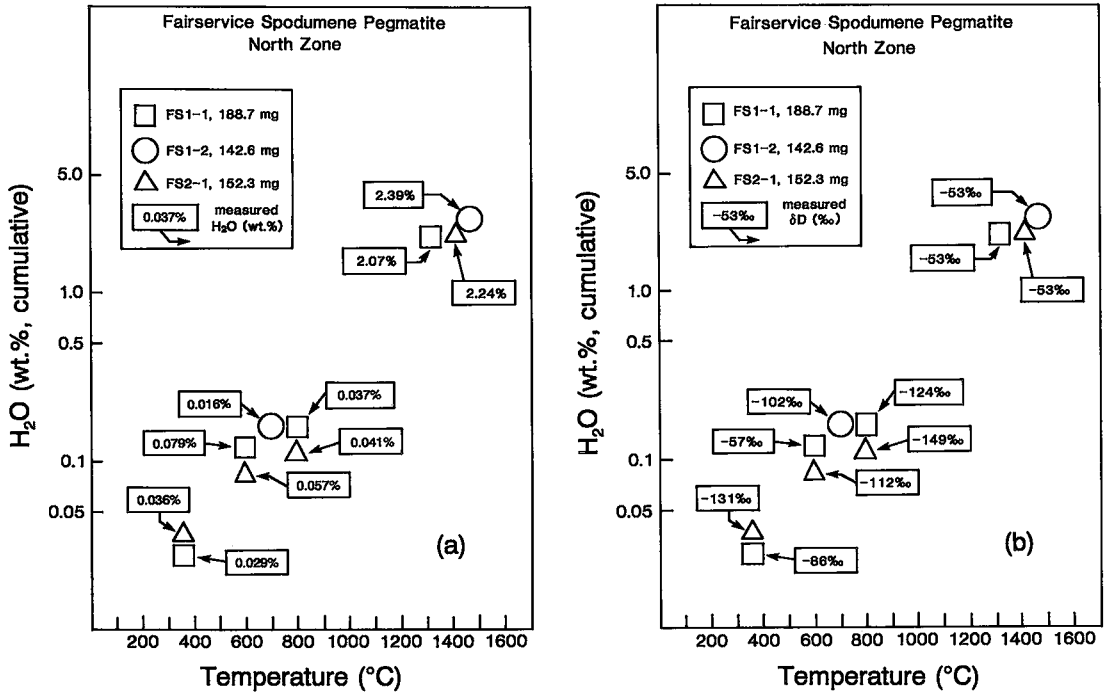 Fairservice Spodumene Pegmatite
North Zone
FS1-1, 188.7 mg
FS1-2, 142.6 mg
FS2-1, 152.3 mg
0.037%
measured
H₂O (wt.%)
2.39%
2.07%
2.24%
0.016%
0.037%
0.079%
0.041%
0.057%
0.036%
0.029%
(a)
5.0
1.0
0.5
0.1
0.05
H₂O (wt.%, cumulative)
200 400 600 800 1000 1200 1400 1600
Temperature (°C)
Fairservice Spodumene Pegmatite
North Zone
FS1-1, 188.7 mg
FS1-2, 142.6 mg
FS2-1, 152.3 mg
-53‰
measured
δD (‰)
-53‰
-53‰
-53‰
-102‰
-124‰
-57‰
-149‰
-112‰
-131‰
-86‰
(b)
5.0
1.0
0.5
0.1
0.05
H₂O (wt.%, cumulative)
200 400 600 800 1000 1200 1400 1600
Temperature (°C)